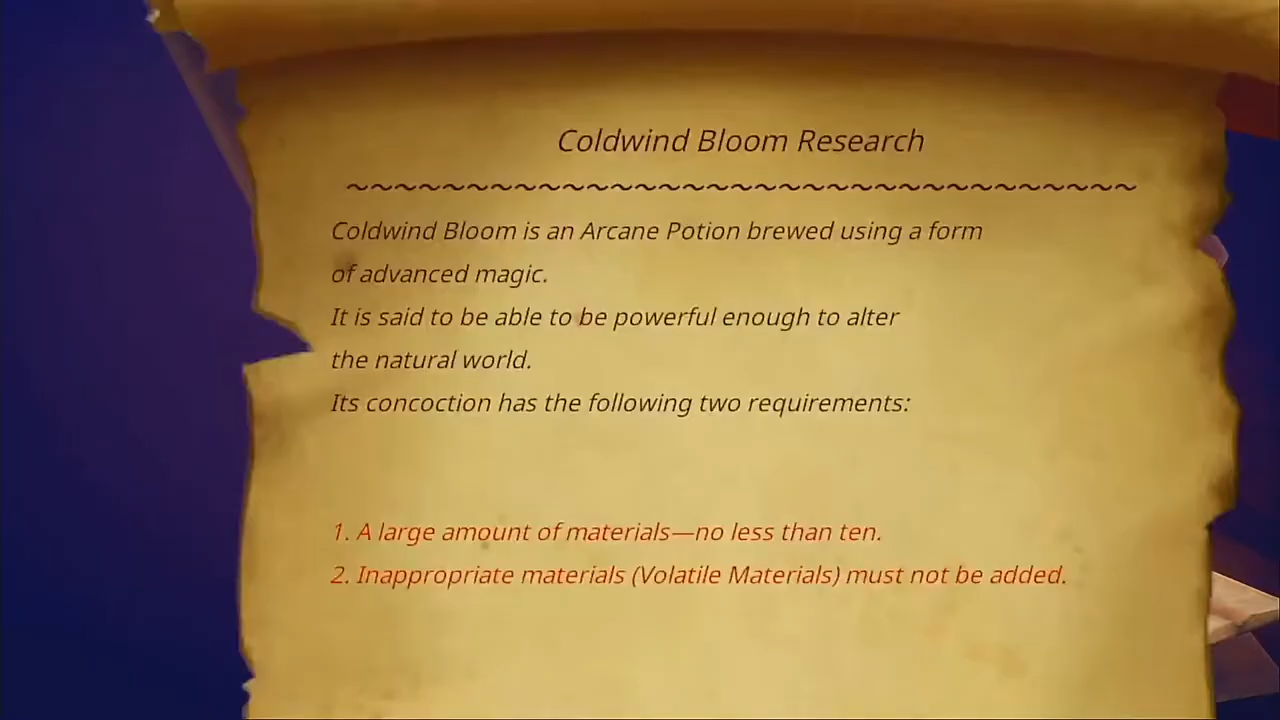 Coldwind Bloom Research
~~~~~~~~~~~~~~~~~~~~~~~~~~~~~~~~~
Coldwind Bloom is an Arcane Potion brewed using a form
of advanced magic.
It is said to be able to be powerful enough to alter
the natural world.
Its concoction has the following two requirements:
1. A large amount of materials—no less than ten.
2. Inappropriate materials (Volatile Materials) must not be added.